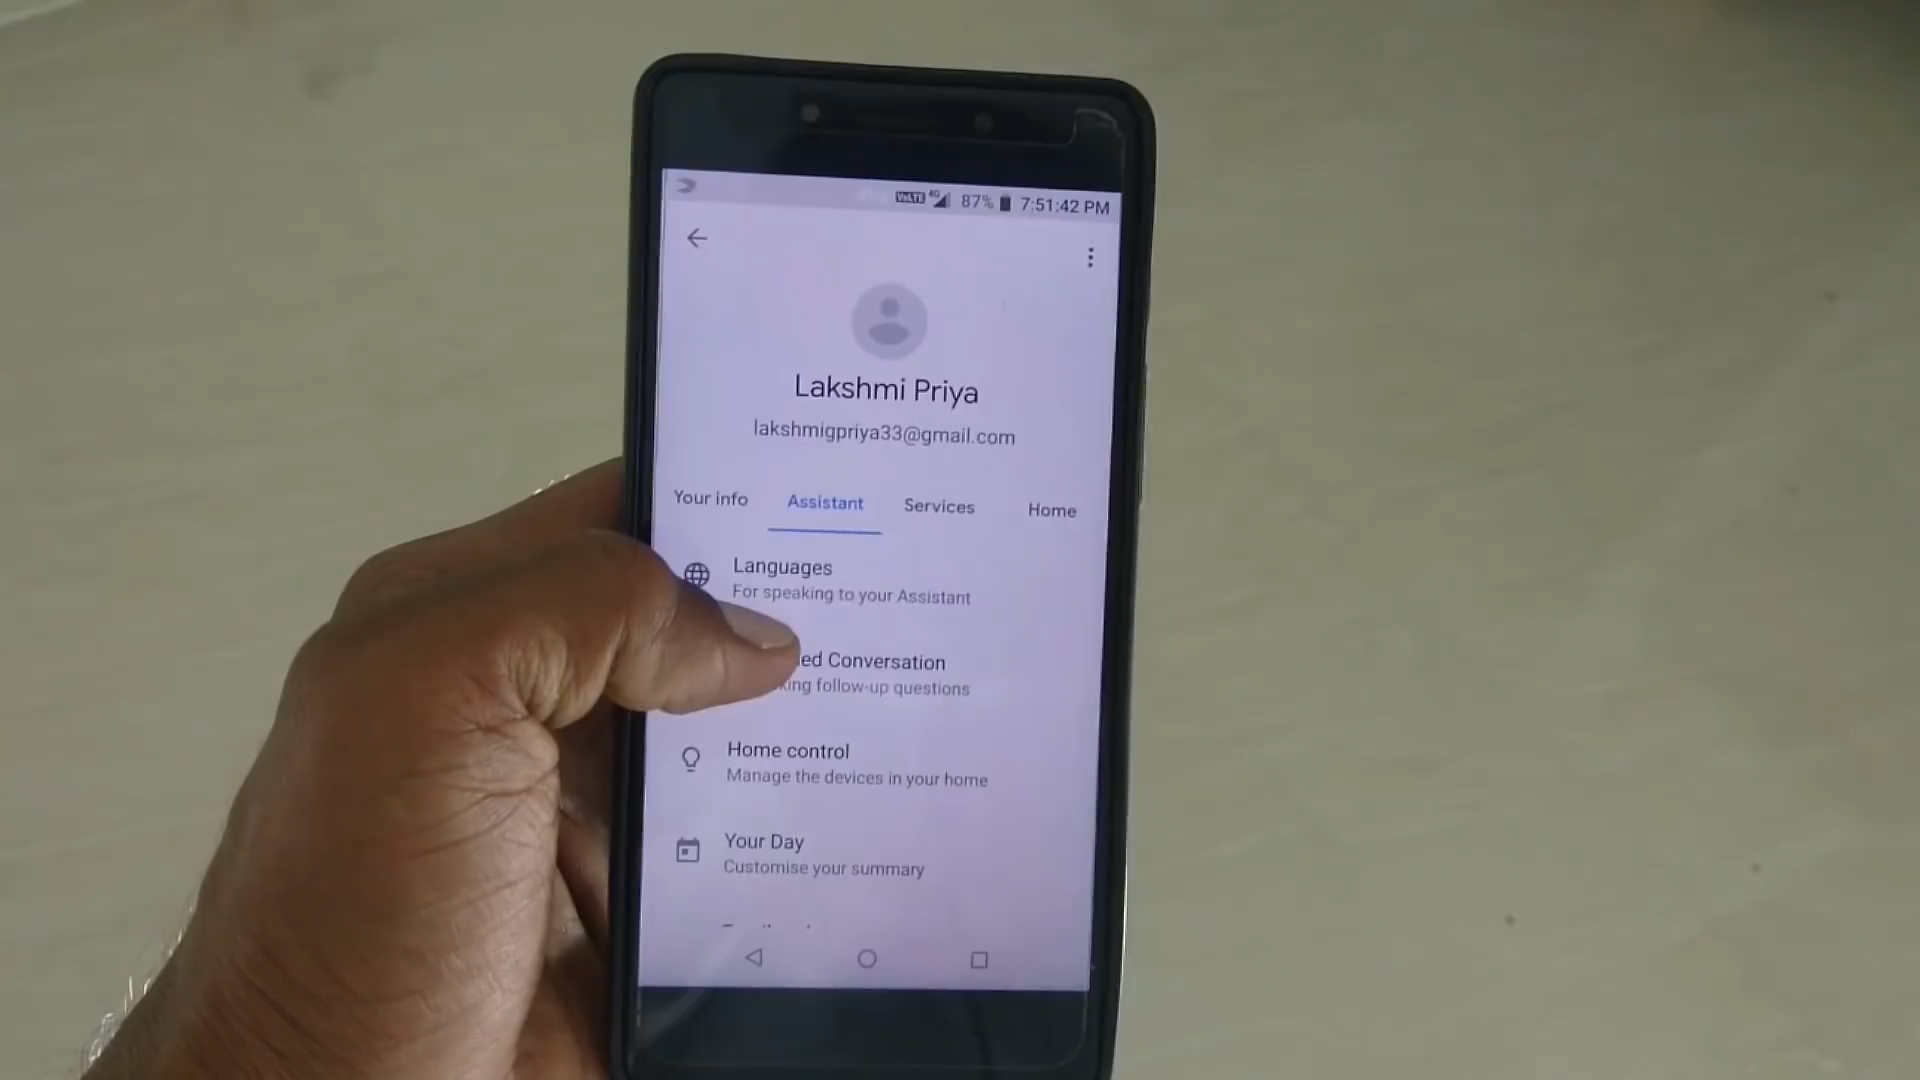 VoLTE 4G 87% 7:51:42 PM
Lakshmi Priya
lakshmigpriya33@gmail.com
Your info Assistant Services Home
Languages
For speaking to your Assistant
Conversation
follow-up questions
Home control
Manage the devices in your home
Your Day
Customise your summary